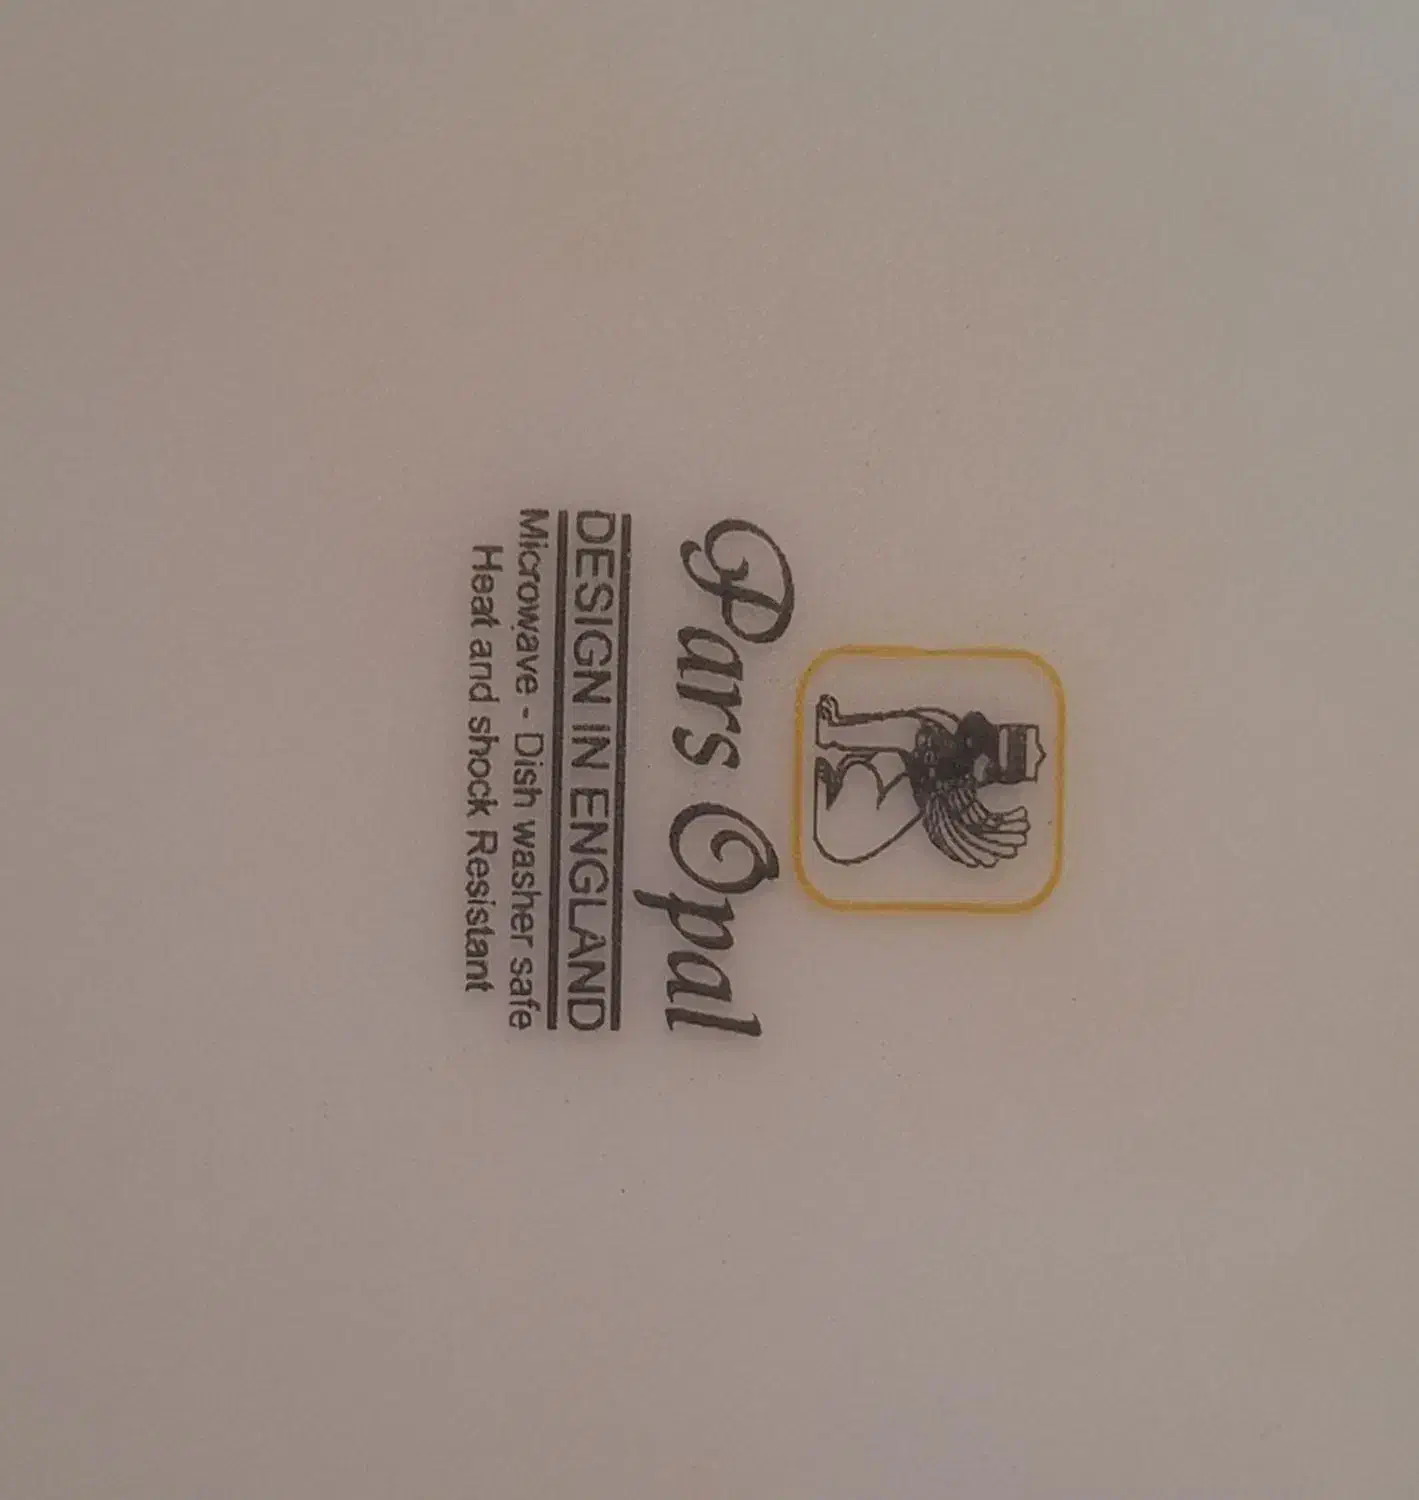 Pars Opal
DESIGN IN ENGLAND
Microwave - Dish washer safe
Heat and shock Resistant